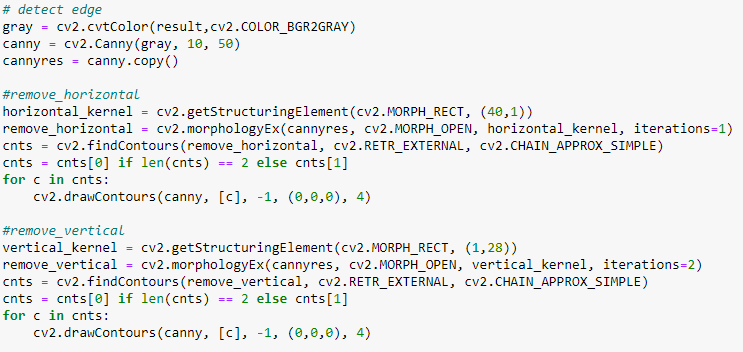 # detect edge
gray = cv2.cvtColor(result,cv2.COLOR_BGR2GRAY)
canny = cv2.Canny(gray, 10, 50)
cannyres = canny.copy()

#remove_horizontal
horizontal_kernel = cv2.getStructuringElement(cv2.MORPH_RECT, (40,1))
remove_horizontal = cv2.morphologyEx(cannyres, cv2.MORPH_OPEN, horizontal_kernel, iterations=1)
cnts = cv2.findContours(remove_horizontal, cv2.RETR_EXTERNAL, cv2.CHAIN_APPROX_SIMPLE)
cnts = cnts[0] if len(cnts) == 2 else cnts[1]
for c in cnts:
    cv2.drawContours(canny, [c], -1, (0,0,0), 4)

#remove_vertical
vertical_kernel = cv2.getStructuringElement(cv2.MORPH_RECT, (1,28))
remove_vertical = cv2.morphologyEx(cannyres, cv2.MORPH_OPEN, vertical_kernel, iterations=2)
cnts = cv2.findContours(remove_vertical, cv2.RETR_EXTERNAL, cv2.CHAIN_APPROX_SIMPLE)
cnts = cnts[0] if len(cnts) == 2 else cnts[1]
for c in cnts:
    cv2.drawContours(canny, [c], -1, (0,0,0), 4)